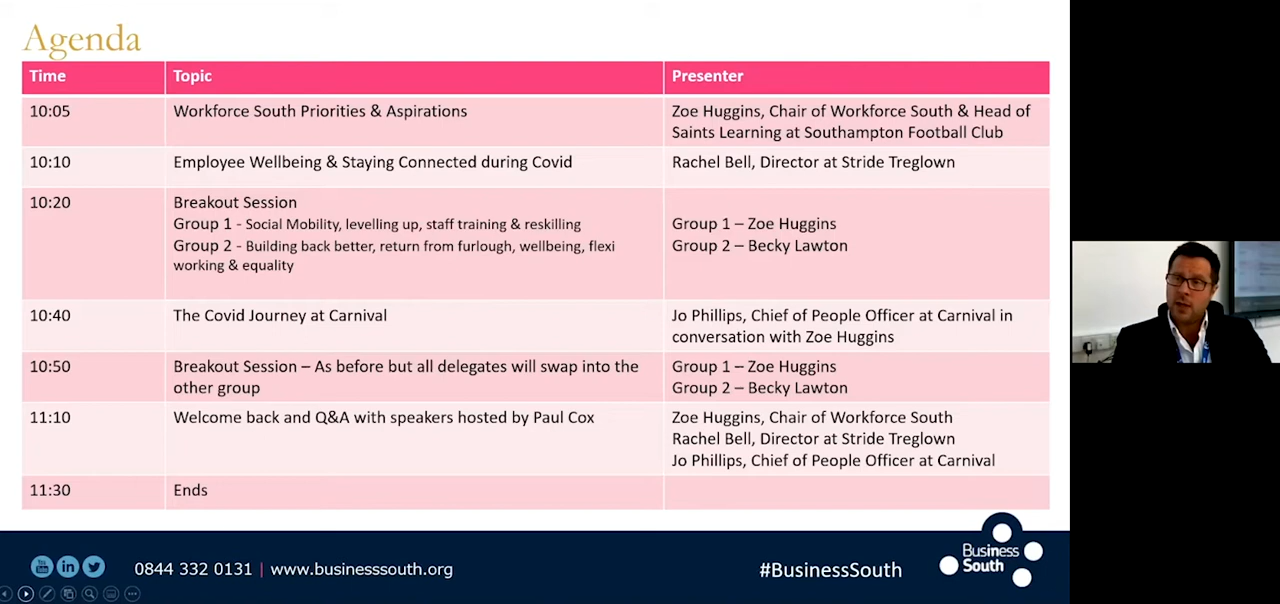 Agenda
Time Topic Presenter
10:05 Workforce South Priorities & Aspirations Zoe Huggins, Chair of Workforce South & Head of
Saints Learning at Southampton Football Club
10:10 Employee Wellbeing & Staying Connected during Covid Rachel Bell, Director at Stride Treglown
10:20 Breakout Session
Group 1 - Social Mobility, levelling up, staff training & reskilling Group 1 – Zoe Huggins
Group 2 - Building back better, return from furlough, wellbeing, flexi Group 2 – Becky Lawton
working & equality
10:40 The Covid Journey at Carnival Jo Phillips, Chief of People Officer at Carnival in
conversation with Zoe Huggins
10:50 Breakout Session – As before but all delegates will swap into the Group 1 – Zoe Huggins
other group Group 2 – Becky Lawton
11:10 Welcome back and Q&A with speakers hosted by Paul Cox Zoe Huggins, Chair of Workforce South
Rachel Bell, Director at Stride Treglown
Jo Phillips, Chief of People Officer at Carnival
11:30 Ends
0844 332 0131 | www.businesssouth.org #BusinessSouth
Business
South